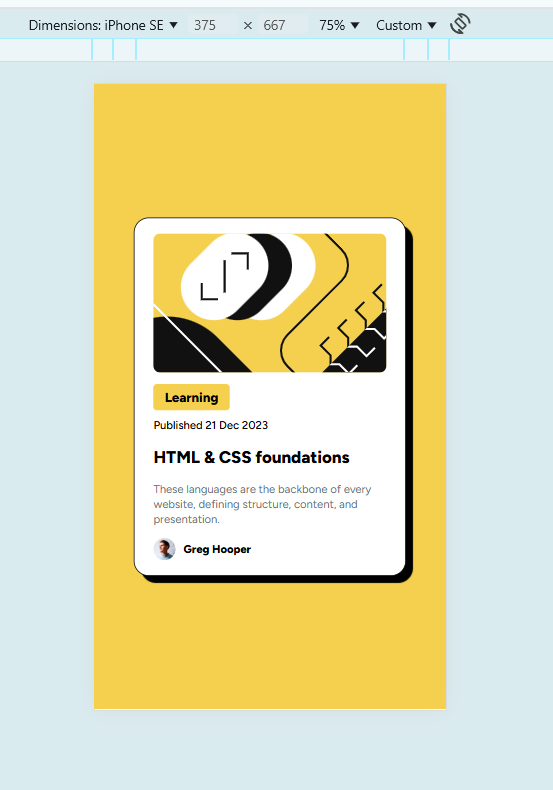 Dimensions: iPhone SE ▼ 375 × 667 75% ▼ Custom ▼
Learning
Published 21 Dec 2023
HTML & CSS foundations
These languages are the backbone of every
website, defining structure, content, and
presentation.
Greg Hooper